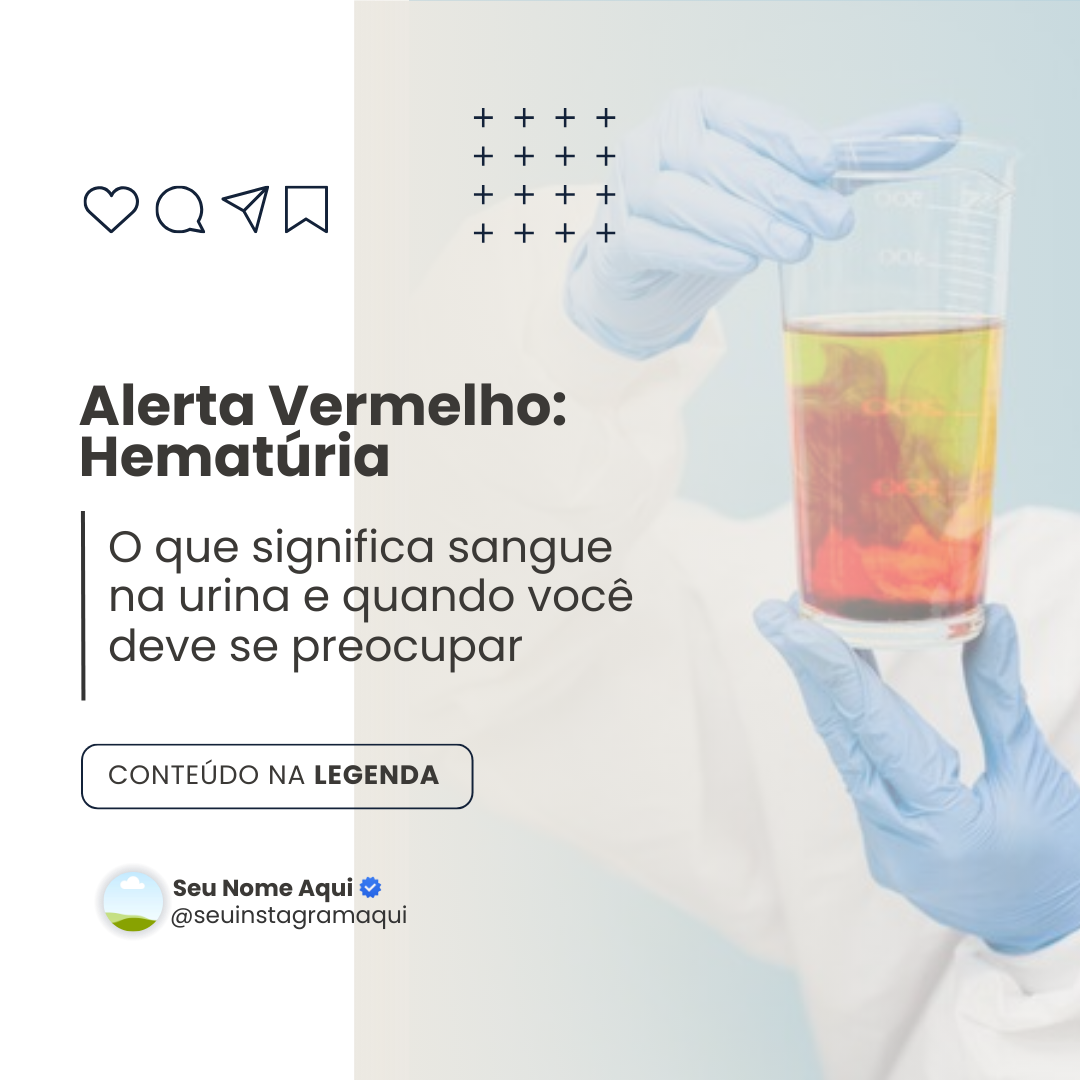 Alerta Vermelho:
Hematúria
O que significa sangue
na urina e quando você
deve se preocupar
CONTEÚDO NA LEGENDA
Seu Nome Aqui
@seuinstagramaqui